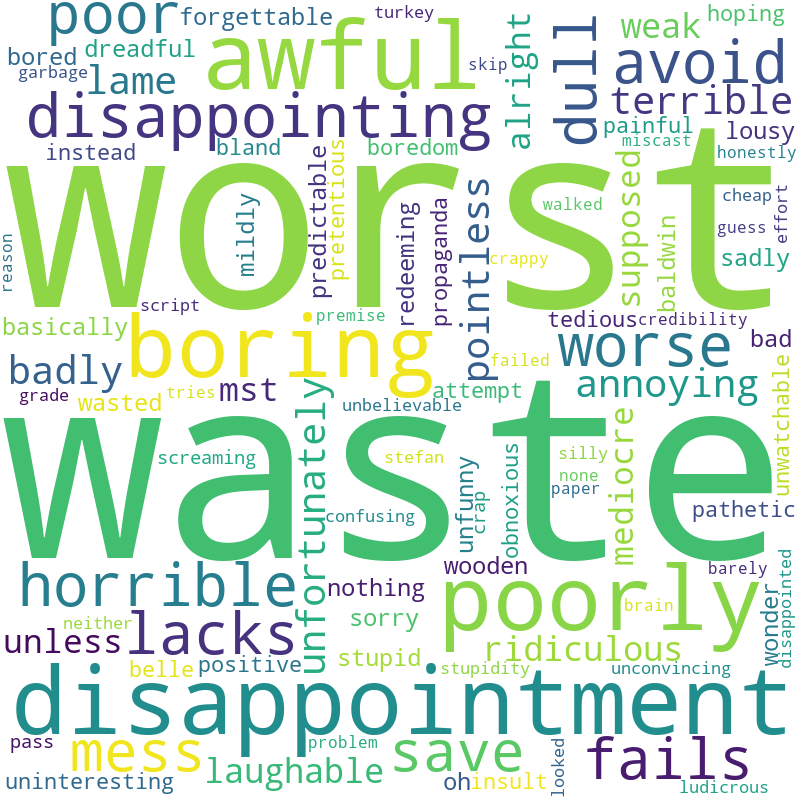 poor
forgettable
turkey
hoping
bored
dreadful
awful
skip
alright
dull
weak
avoid
garbage
lame
disappointing
terrible
painful
lousy
miscast
instead
bland
boredom
honestly
worst
predictable
pretentious
mildly
redeeming
propaganda
pointless
walked
supposed
baldwin
cheap
effort
guess
sadly
reason
crappy
script
premise
tedious
credibility
basically
boring
worse
bad
badly
failed
annoying
unwatchable
grade
wasted
tries
mst
attempt
unbelievable
waste
unfortunately
screaming
stefan
unfunny
crap
obnoxious
silly
none
paper
mediocre
confusing
pathetic
horrible
nothing
wooden
poorly
barely
brain
wonder
disappointed
neither
sorry
unless
lacks
ridiculous
belle
positive
stupid
stupidity
unconvincing
disappointment
pass
mess
problem
save
looked
fails
uninteresting
laughable
oh
insult
ludicrous